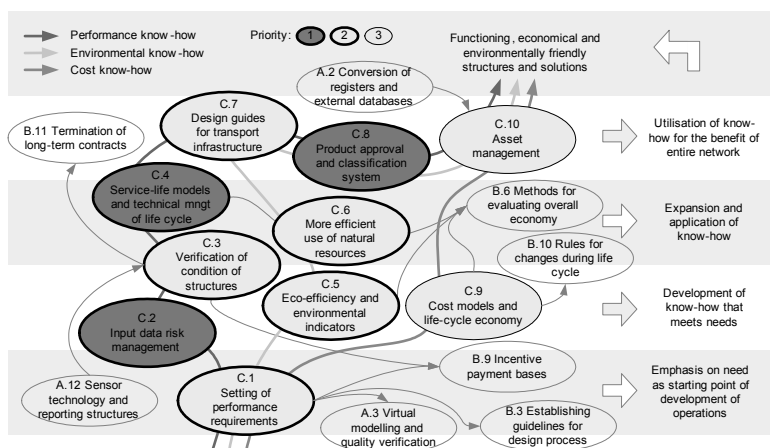 Performance know-how
Environmental know-how
Cost know-how
Priority: 1 2 3
Functioning, economical and
environmentally friendly
structures and solutions
A.2 Conversion of
registers and
external databases
C.7
Design guides
for transport
infrastructure
B.11 Termination of
long-term contracts
C.8
Product approval
and classification
system
C.10
Asset
management
Utilisation of know-
how for the benefit of
entire network
C.4
Service-life models
and technical mngt
of life cycle
C.6
More efficient
use of natural
resources
B.6 Methods for
evaluating overall
economy
Expansion and
application of
know-how
C.3
Verification of
condition of
structures
B.10 Rules for
changes during life
cycle
C.5
Eco-efficiency and
environmental
indicators
C.9
Cost models and
life-cycle economy
Development of
know-how that
meets needs
C.2
Input data risk
management
B.9 Incentive
payment bases
A.12 Sensor
technology and
reporting structures
C.1
Setting of
performance
requirements
Emphasis on need
as starting point of
development of
operations
A.3 Virtual
modelling and
quality verification
B.3 Establishing
guidelines for
design process